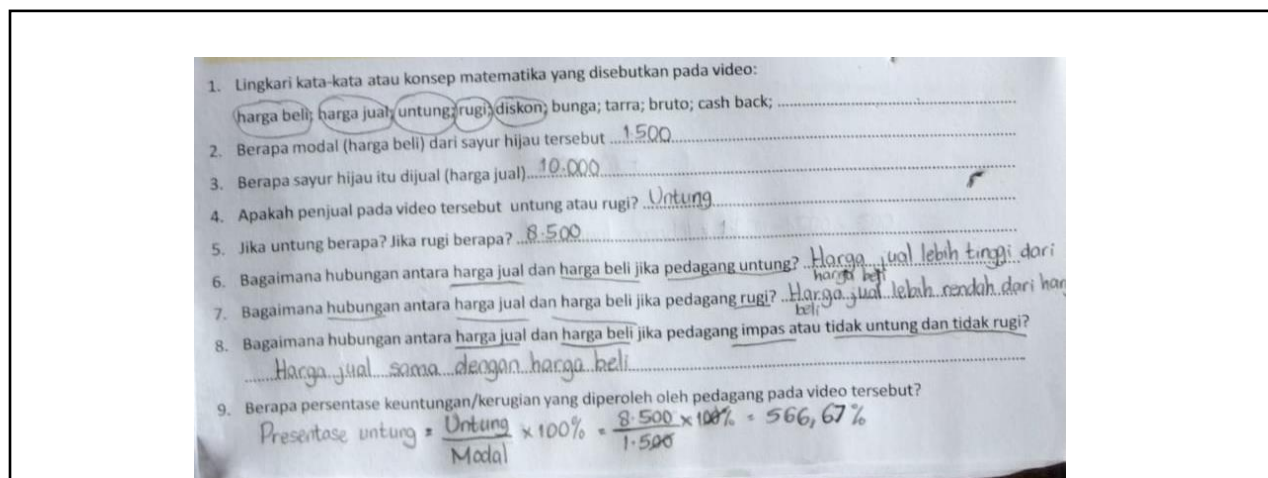 1. Lingkari kata-kata atau konsep matematika yang disebutkan pada video:
harga beli; harga jual; untung; rugi; diskon; bunga; tarra; bruto; cash back; ........
2. Berapa modal (harga beli) dari sayur hijau tersebut ...1.500........
3. Berapa sayur hijau itu dijual (harga jual)...10.000........
4. Apakah penjual pada video tersebut untung atau rugi? ..Untung........
5. Jika untung berapa? Jika rugi berapa? ..8.500........
6. Bagaimana hubungan antara harga jual dan harga beli jika pedagang untung? ..Harga jual lebih tinggi dari
harga beli
7. Bagaimana hubungan antara harga jual dan harga beli jika pedagang rugi? ..Harga jual lebih rendah dari har
beli
8. Bagaimana hubungan antara harga jual dan harga beli jika pedagang impas atau tidak untung dan tidak rugi?
......Harga jual sama dengan harga beli........
9. Berapa persentase keuntungan/kerugian yang diperoleh oleh pedagang pada video tersebut?
Presentase untung = Untung / Modal × 100% = 8.500 / 1.500 × 100% = 566,67%